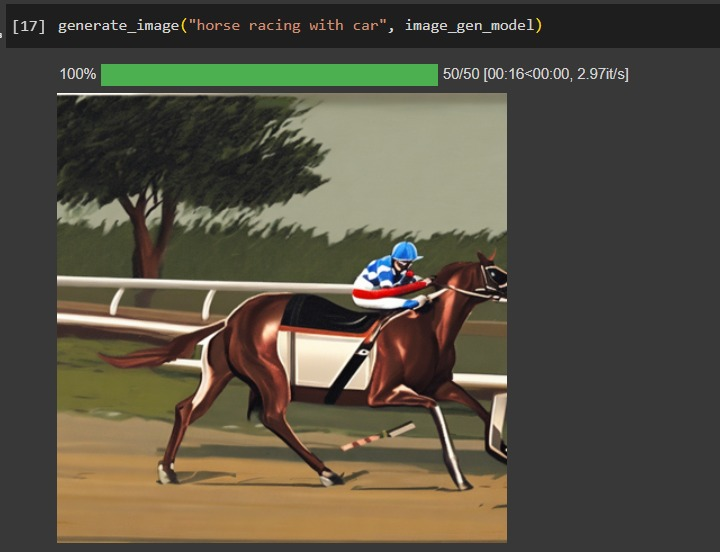 [17] generate_image("horse racing with car", image_gen_model)
100% 50/50 [00:16<00:00, 2.97it/s]